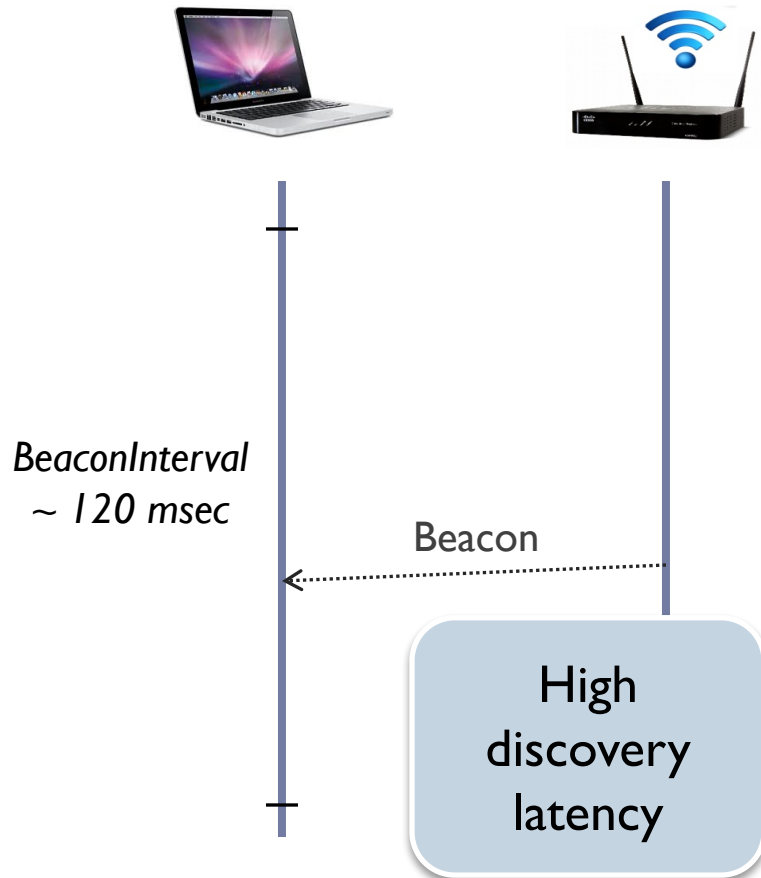 BeaconInterval
~ 120 msec
Beacon
High
discovery
latency